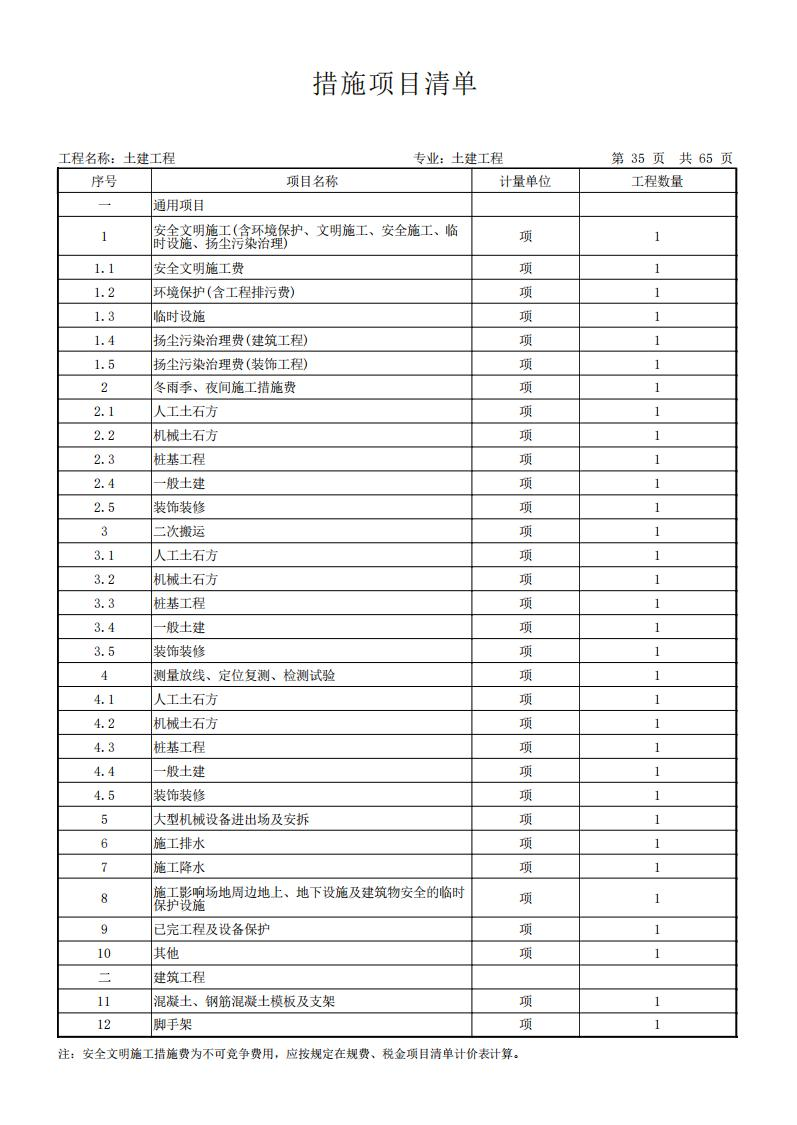 措施项目清单
工程名称：土建工程 专业：土建工程 第 35 页 共 65 页
序号 项目名称 计量单位 工程数量
一 通用项目
1 安全文明施工(含环境保护、文明施工、安全施工、临
时设施、扬尘污染治理) 项 1
1.1 安全文明施工费 项 1
1.2 环境保护(含工程排污费) 项 1
1.3 临时设施 项 1
1.4 扬尘污染治理费(建筑工程) 项 1
1.5 扬尘污染治理费(装饰工程) 项 1
2 冬雨季、夜间施工措施费 项 1
2.1 人工土石方 项 1
2.2 机械土石方 项 1
2.3 桩基工程 项 1
2.4 一般土建 项 1
2.5 装饰装修 项 1
3 二次搬运 项 1
3.1 人工土石方 项 1
3.2 机械土石方 项 1
3.3 桩基工程 项 1
3.4 一般土建 项 1
3.5 装饰装修 项 1
4 测量放线、定位复测、检测试验 项 1
4.1 人工土石方 项 1
4.2 机械土石方 项 1
4.3 桩基工程 项 1
4.4 一般土建 项 1
4.5 装饰装修 项 1
5 大型机械设备进出场及安拆 项 1
6 施工排水 项 1
7 施工降水 项 1
8 施工影响场地周边地上、地下设施及建筑物安全的临时
保护设施 项 1
9 已完工程及设备保护 项 1
10 其他 项 1
二 建筑工程
11 混凝土、钢筋混凝土模板及支架 项 1
12 脚手架 项 1
注：安全文明施工措施费为不可竞争费用，应按规定在规费、税金项目清单计价表计算。